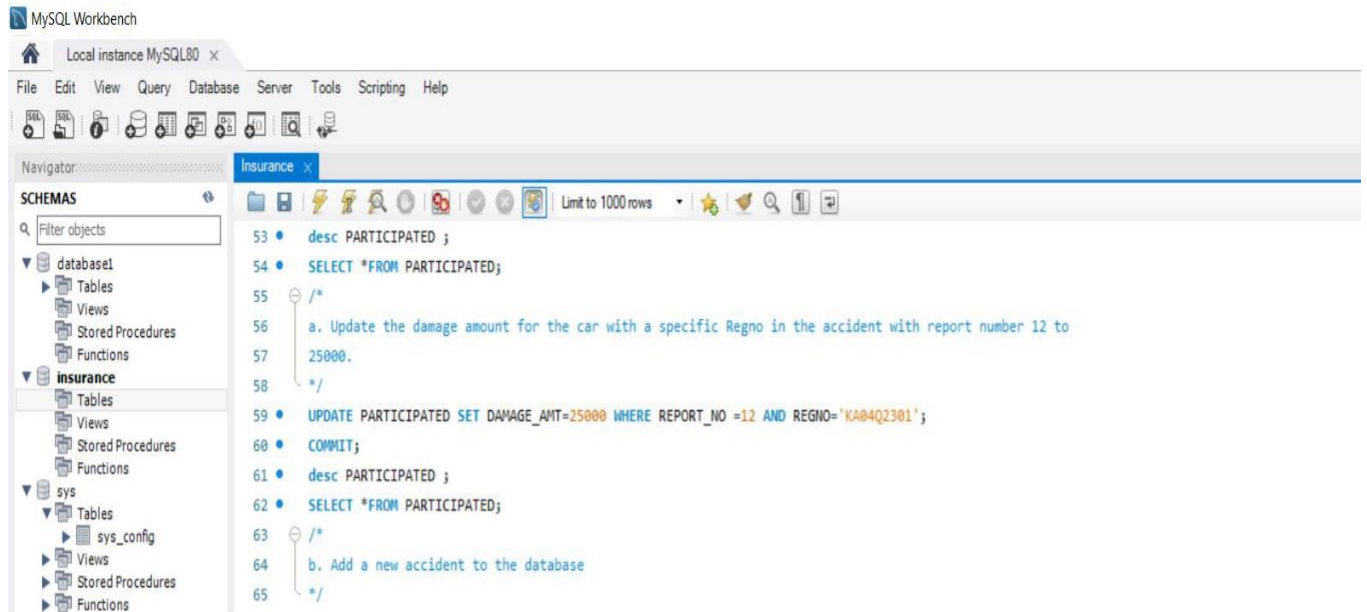 MySQL Workbench
Local instance MySQL80 ×
File Edit View Query Database Server Tools Scripting Help
Navigator
SCHEMAS
Filter objects
database1
Tables
Views
Stored Procedures
Functions
insurance
Tables
Views
Stored Procedures
Functions
sys
Tables
sys_config
Views
Stored Procedures
Functions
Insurance ×
Limit to 1000 rows
53 desc PARTICIPATED ;
54 SELECT *FROM PARTICIPATED;
55 /*
56 a. Update the damage amount for the car with a specific Regno in the accident with report number 12 to
57 25000.
58 */
59 UPDATE PARTICIPATED SET DAMAGE_AMT=25000 WHERE REPORT_NO =12 AND REGNO='KA04Q2301';
60 COMMIT;
61 desc PARTICIPATED ;
62 SELECT *FROM PARTICIPATED;
63 /*
64 b. Add a new accident to the database
65 */